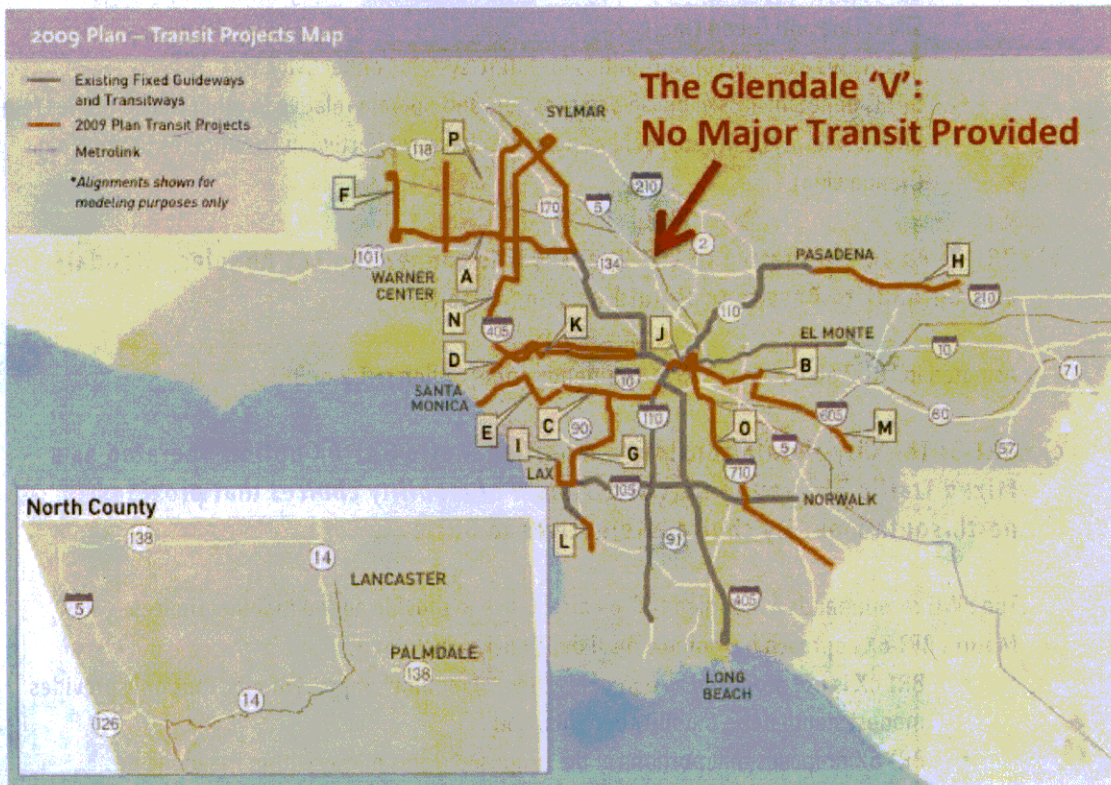 2009 Plan – Transit Projects Map
Existing Fixed Guideways
and Transitways
2009 Plan Transit Projects
Metrolink
*Alignments shown for
modeling purposes only
The Glendale ‘V’:
No Major Transit Provided
SYLMAR
P
118
F
210
5
170
2
101
134
PASADENA
H
A
WARNER
CENTER
210
N
110
405
K
J
EL MONTE
10
D
B
71
SANTA
MONICA
10
605
60
E
C
90
110
O
M
5
57
I
G
710
LAX
105
NORWALK
L
91
405
LONG
BEACH
North County
138
14
LANCASTER
5
PALMDALE
138
14
126